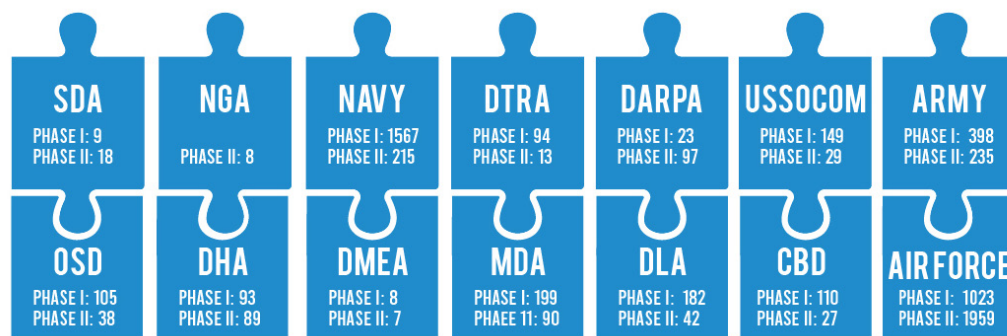 SDA
PHASE I: 9
PHASE II: 18
NGA
PHASE II: 8
NAVY
PHASE I: 1567
PHASE II: 215
DTRA
PHASE I: 94
PHASE II: 13
DARPA
PHASE I: 23
PHASE II: 97
USSOCOM
PHASE I: 149
PHASE II: 29
ARMY
PHASE I: 398
PHASE II: 235
OSD
PHASE I: 105
PHASE II: 38
DHA
PHASE I: 93
PHASE II: 89
DMEA
PHASE I: 8
PHASE II: 7
MDA
PHASE I: 199
PHAEE 11: 90
DLA
PHASE I: 182
PHASE II: 42
CBD
PHASE I: 110
PHASE II: 27
AIR FORCE
PHASE I: 1023
PHASE II: 1959